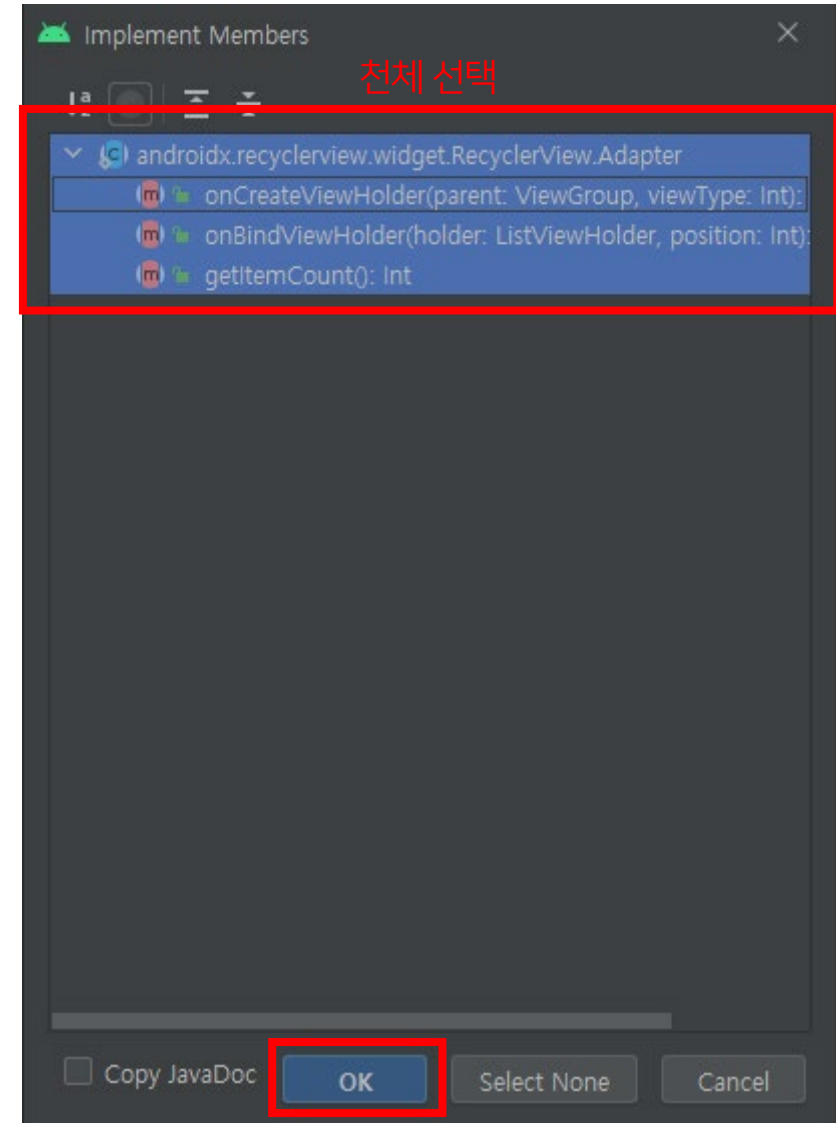 Implement Members
천체 선택
androidx.recyclerview.widget.RecyclerView.Adapter
onCreateViewHolder(parent: ViewGroup, viewType: Int):
onBindViewHolder(holder: ListViewHolder, position: Int):
getItemCount(): Int
Copy JavaDoc
OK
Select None
Cancel